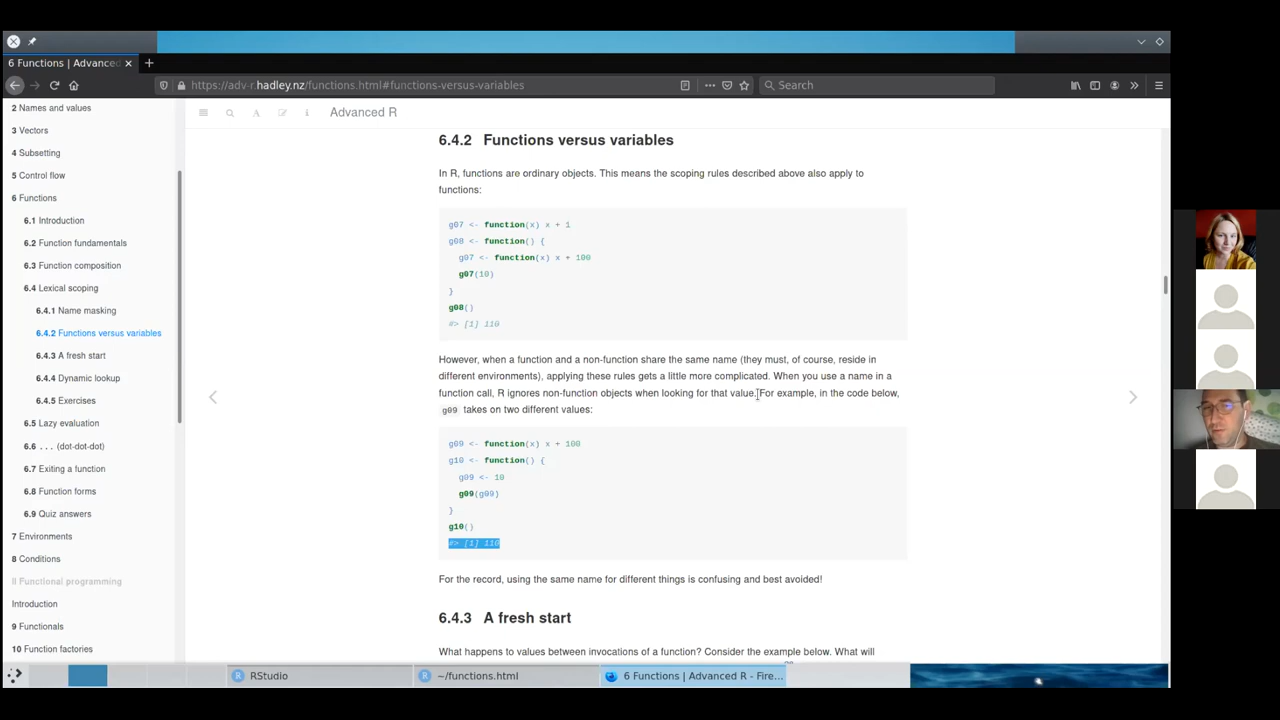 6 Functions | Advanced
https://adv-r.hadley.nz/functions.html#functions-versus-variables
Search
2 Names and values
3 Vectors
4 Subsetting
5 Control flow
6 Functions
6.1 Introduction
6.2 Function fundamentals
6.3 Function composition
6.4 Lexical scoping
6.4.1 Name masking
6.4.2 Functions versus variables
6.4.3 A fresh start
6.4.4 Dynamic lookup
6.4.5 Exercises
6.5 Lazy evaluation
6.6 ... (dot-dot-dot)
6.7 Exiting a function
6.8 Function forms
6.9 Quiz answers
7 Environments
8 Conditions
II Functional programming
Introduction
9 Functionals
10 Function factories
Advanced R
6.4.2 Functions versus variables
In R, functions are ordinary objects. This means the scoping rules described above also apply to
functions:
g07 <- function(x) x + 1
g08 <- function() {
g07 <- function(x) x + 100
g07(10)
}
g08()
#> [1] 110
However, when a function and a non-function share the same name (they must, of course, reside in
different environments), applying these rules gets a little more complicated. When you use a name in a
function call, R ignores non-function objects when looking for that value. For example, in the code below,
g09 takes on two different values:
g09 <- function(x) x + 100
g10 <- function() {
g09 <- 10
g09(g09)
}
g10()
#> [1] 110
For the record, using the same name for different things is confusing and best avoided!
6.4.3 A fresh start
What happens to values between invocations of a function? Consider the example below. What will
RStudio
~/functions.html
6 Functions | Advanced R - Fire...